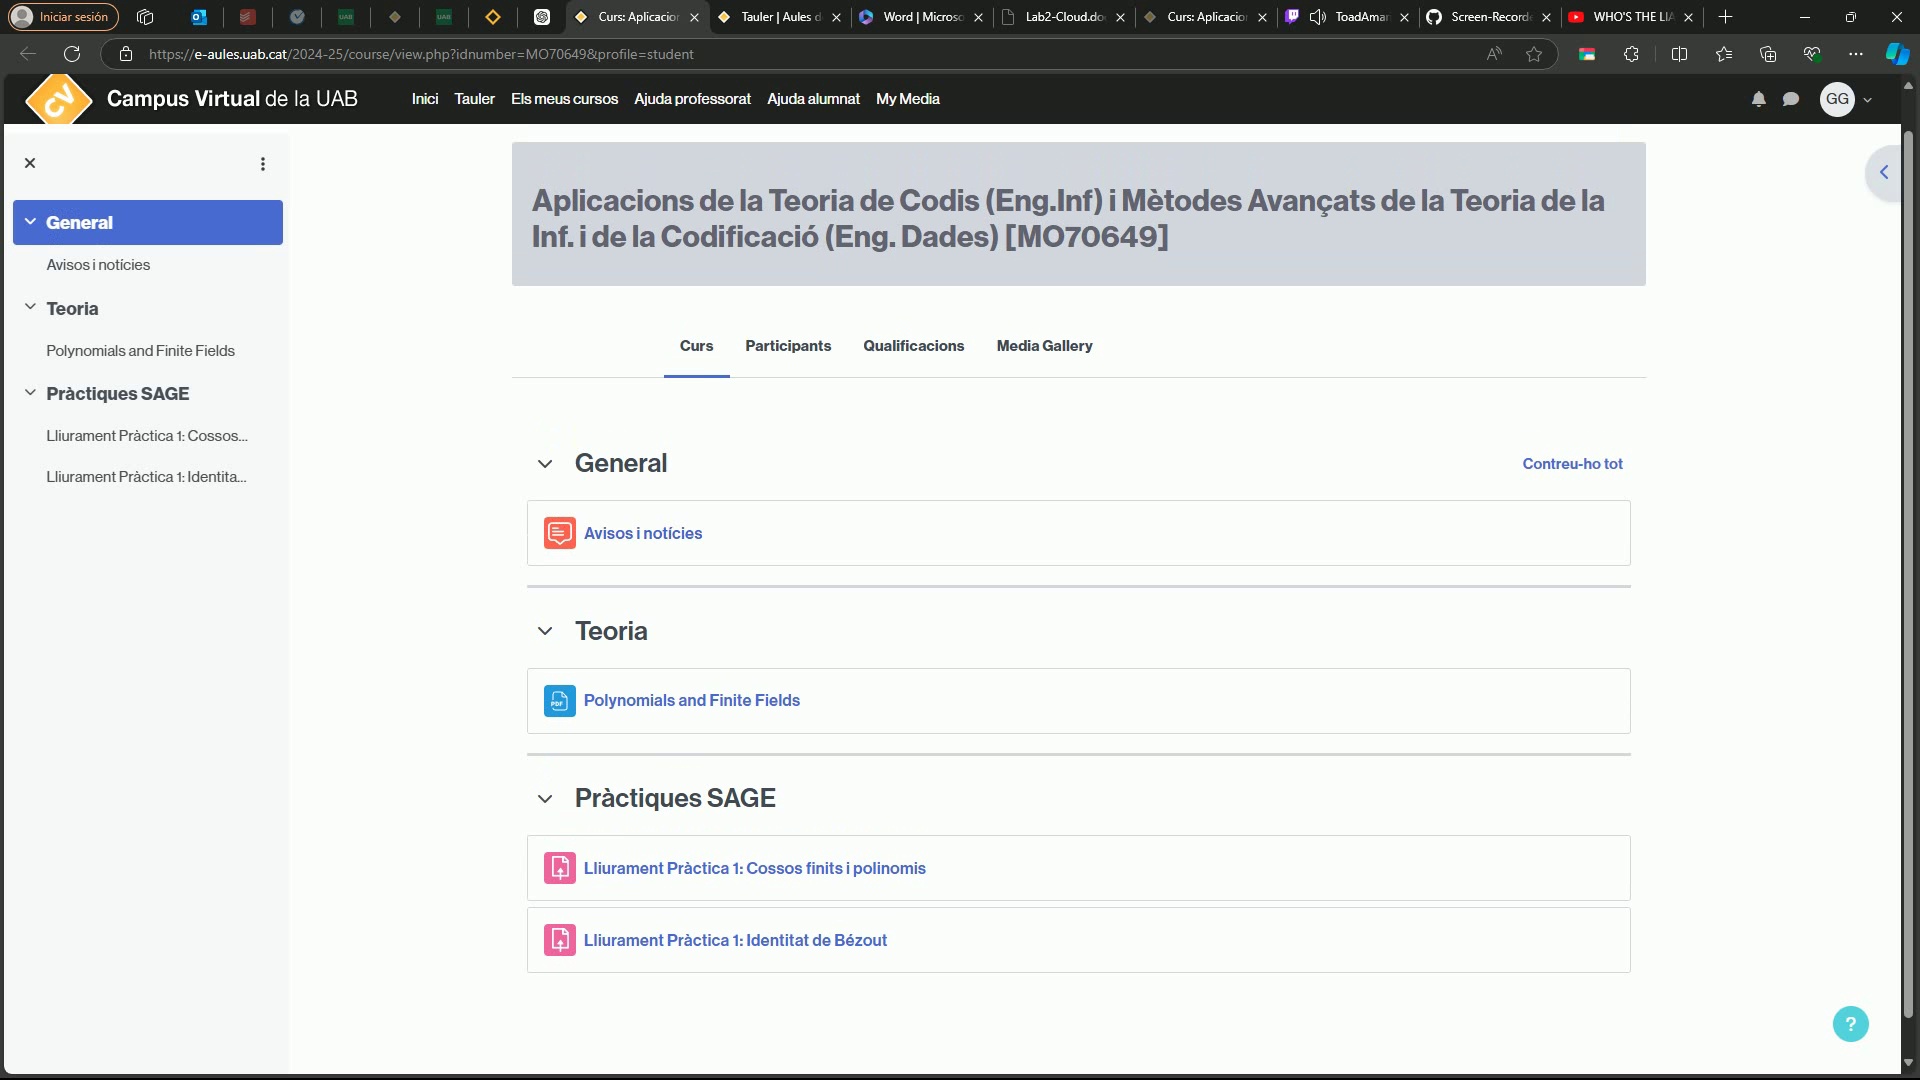 Iniciar sesión
Curs: Aplicacion
Tauler | Aules d
Word | Microso
Lab2-Cloud.do
Curs: Aplicacion
ToadAmar
Screen-Record
WHO'S THE LIA
https://e-aules.uab.cat/2024-25/course/view.php?idnumber=MO70649&profile=student
CV
Campus Virtual de la UAB
Inici
Tauler
Els meus cursos
Ajuda professorat
Ajuda alumnat
My Media
GG
General
Avisos i notícies
Teoria
Polynomials and Finite Fields
Pràctiques SAGE
Lliurament Pràctica 1: Cossos...
Lliurament Pràctica 1: Identita...
Aplicacions de la Teoria de Codis (Eng.Inf) i Mètodes Avançats de la Teoria de la
Inf. i de la Codificació (Eng. Dades) [MO70649]
Curs
Participants
Qualificacions
Media Gallery
General
Contreu-ho tot
Avisos i notícies
Teoria
PDF
Polynomials and Finite Fields
Pràctiques SAGE
Lliurament Pràctica 1: Cossos finits i polinomis
Lliurament Pràctica 1: Identitat de Bézout
?